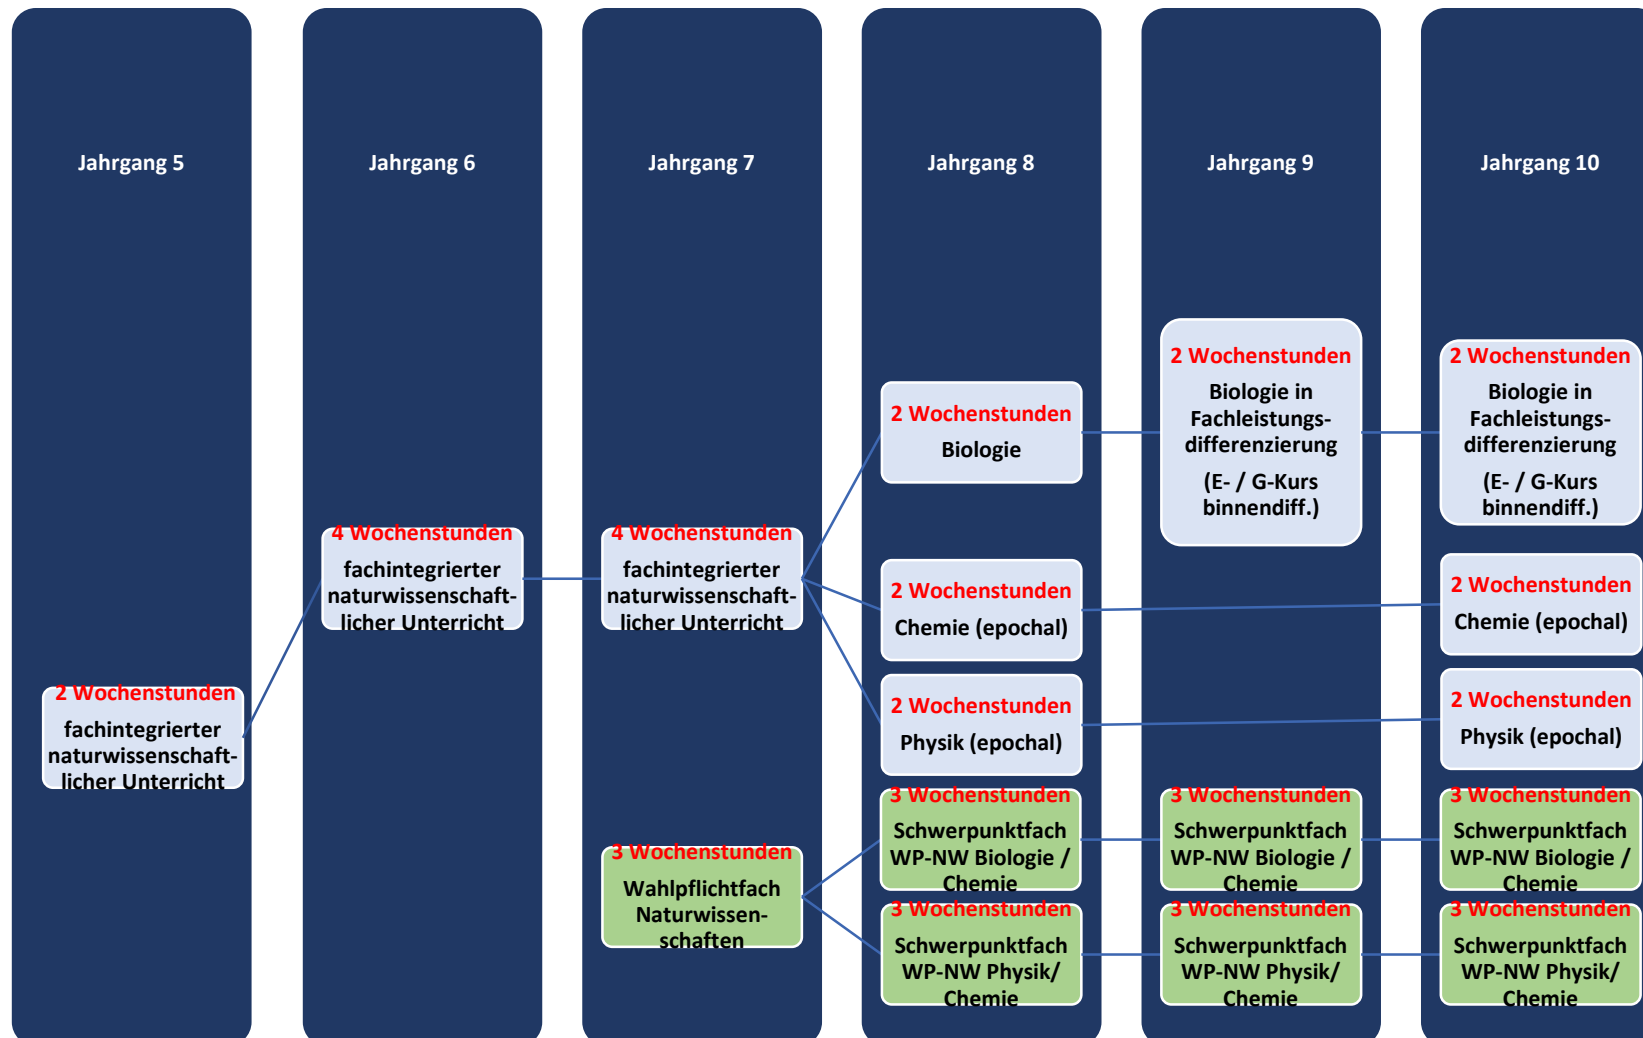 Jahrgang 5
2 Wochenstunden
fachintegrierter
naturwissenschaft-
licher Unterricht
Jahrgang 6
4 Wochenstunden
fachintegrierter
naturwissenschaft-
licher Unterricht
Jahrgang 7
4 Wochenstunden
fachintegrierter
naturwissenschaft-
licher Unterricht
3 Wochenstunden
Wahlpflichtfach
Naturwissen-
schaften
Jahrgang 8
2 Wochenstunden
Biologie
2 Wochenstunden
Chemie (epochal)
2 Wochenstunden
Physik (epochal)
3 Wochenstunden
Schwerpunktfach
WP-NW Biologie /
Chemie
3 Wochenstunden
Schwerpunktfach
WP-NW Physik/
Chemie
Jahrgang 9
2 Wochenstunden
Biologie in
Fachleistungs-
differenzierung
(E- / G-Kurs
binnendiff.)
3 Wochenstunden
Schwerpunktfach
WP-NW Biologie /
Chemie
3 Wochenstunden
Schwerpunktfach
WP-NW Physik/
Chemie
Jahrgang 10
2 Wochenstunden
Biologie in
Fachleistungs-
differenzierung
(E- / G-Kurs
binnendiff.)
2 Wochenstunden
Chemie (epochal)
2 Wochenstunden
Physik (epochal)
3 Wochenstunden
Schwerpunktfach
WP-NW Biologie /
Chemie
3 Wochenstunden
Schwerpunktfach
WP-NW Physik/
Chemie